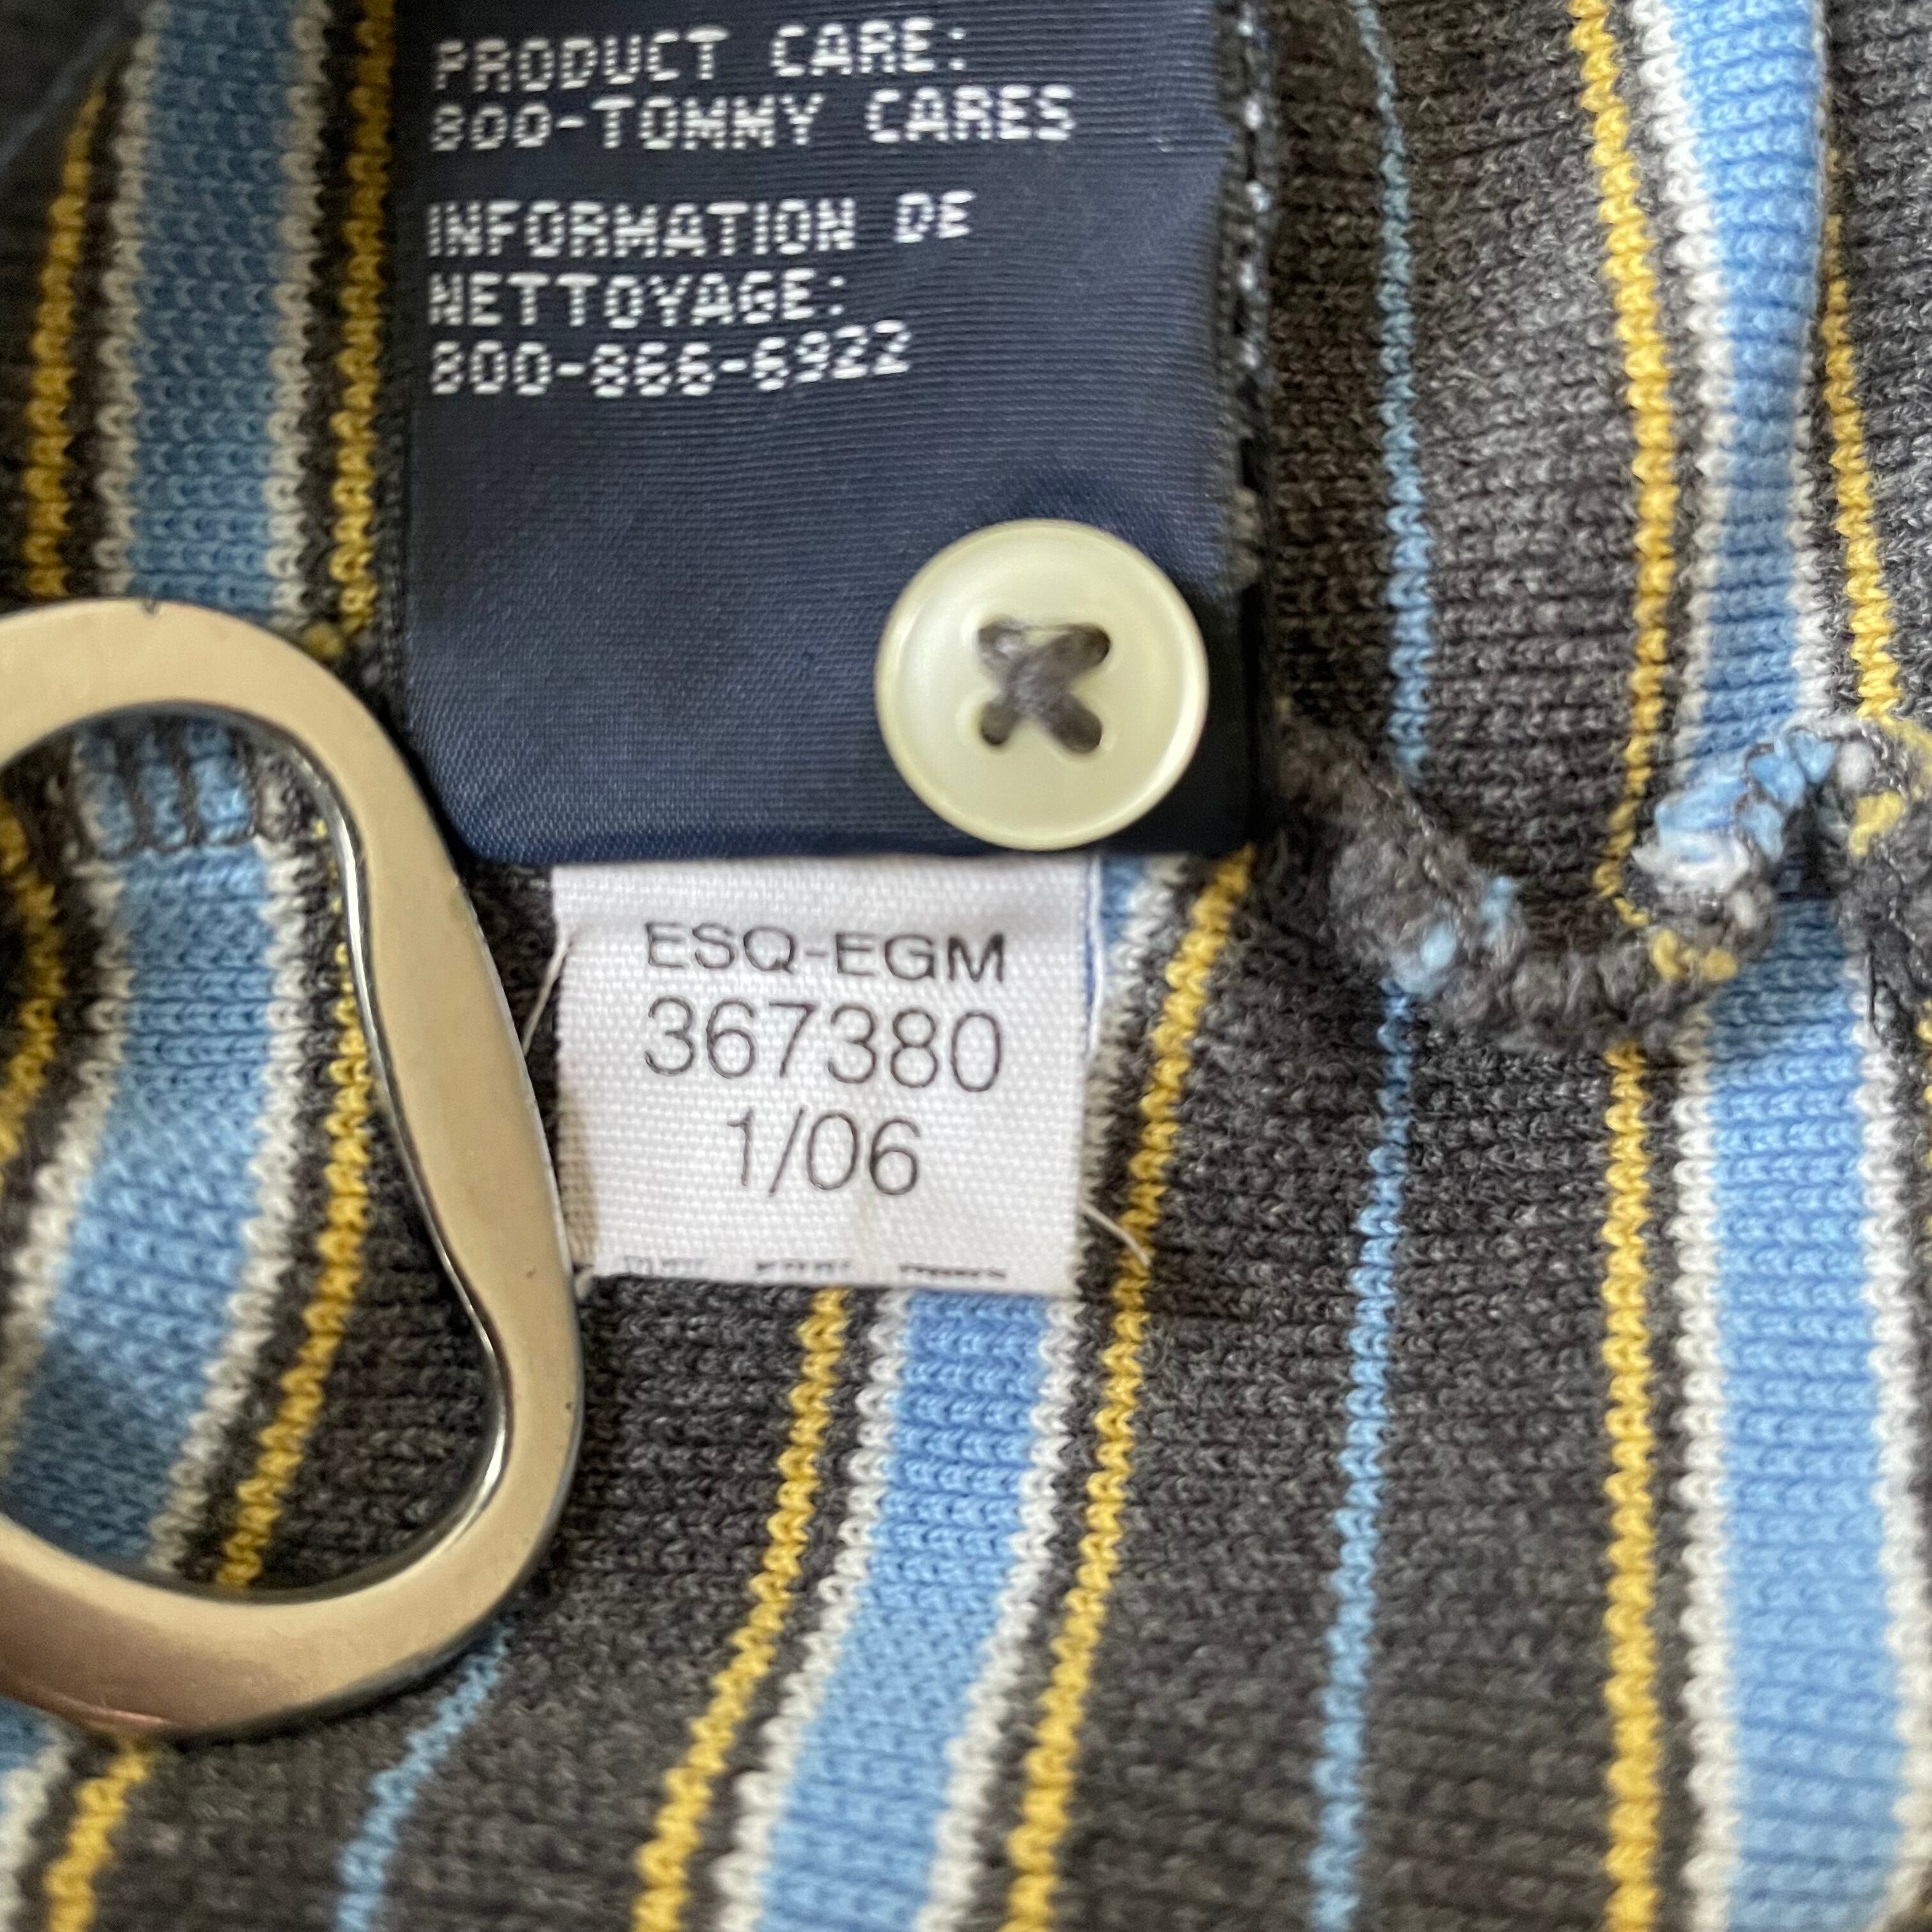 PRODUCT CARE:
800-TOMMY CARES
INFORMATION DE
NETTOYAGE:
800-866-6922
ESQ-EGM
367380
1/06